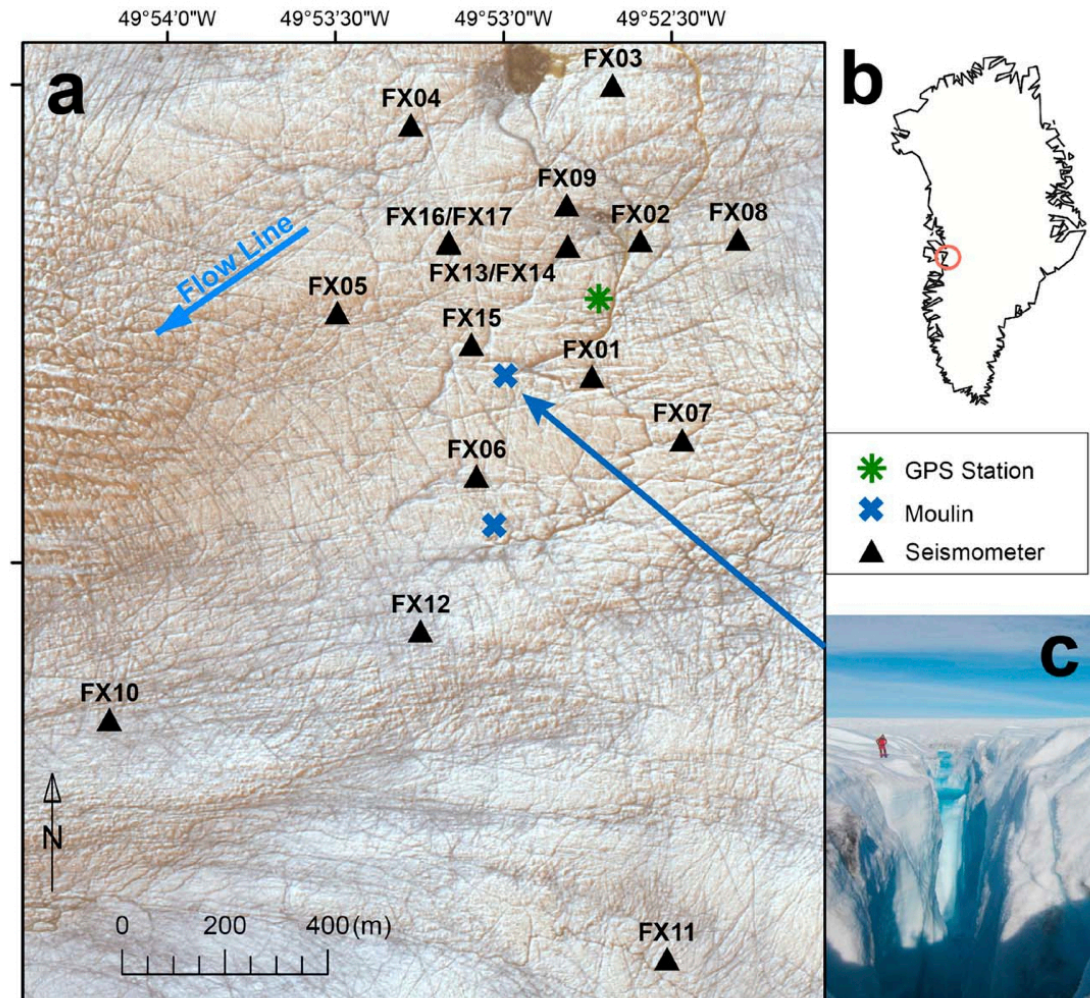 49°54'0"W
49°53'30"W
49°53'0"W
49°52'30"W
a
b
FX03
FX04
FX09
FX16/FX17
FX02
FX08
FX13/FX14
Flow Line
FX05
FX15
FX01
FX07
FX06
GPS Station
Moulin
Seismometer
FX12
c
FX10
N
0 200 400(m)
FX11